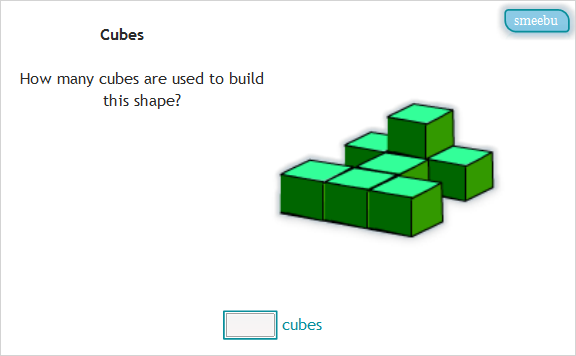 smeebu
Cubes
How many cubes are used to build
this shape?
cubes